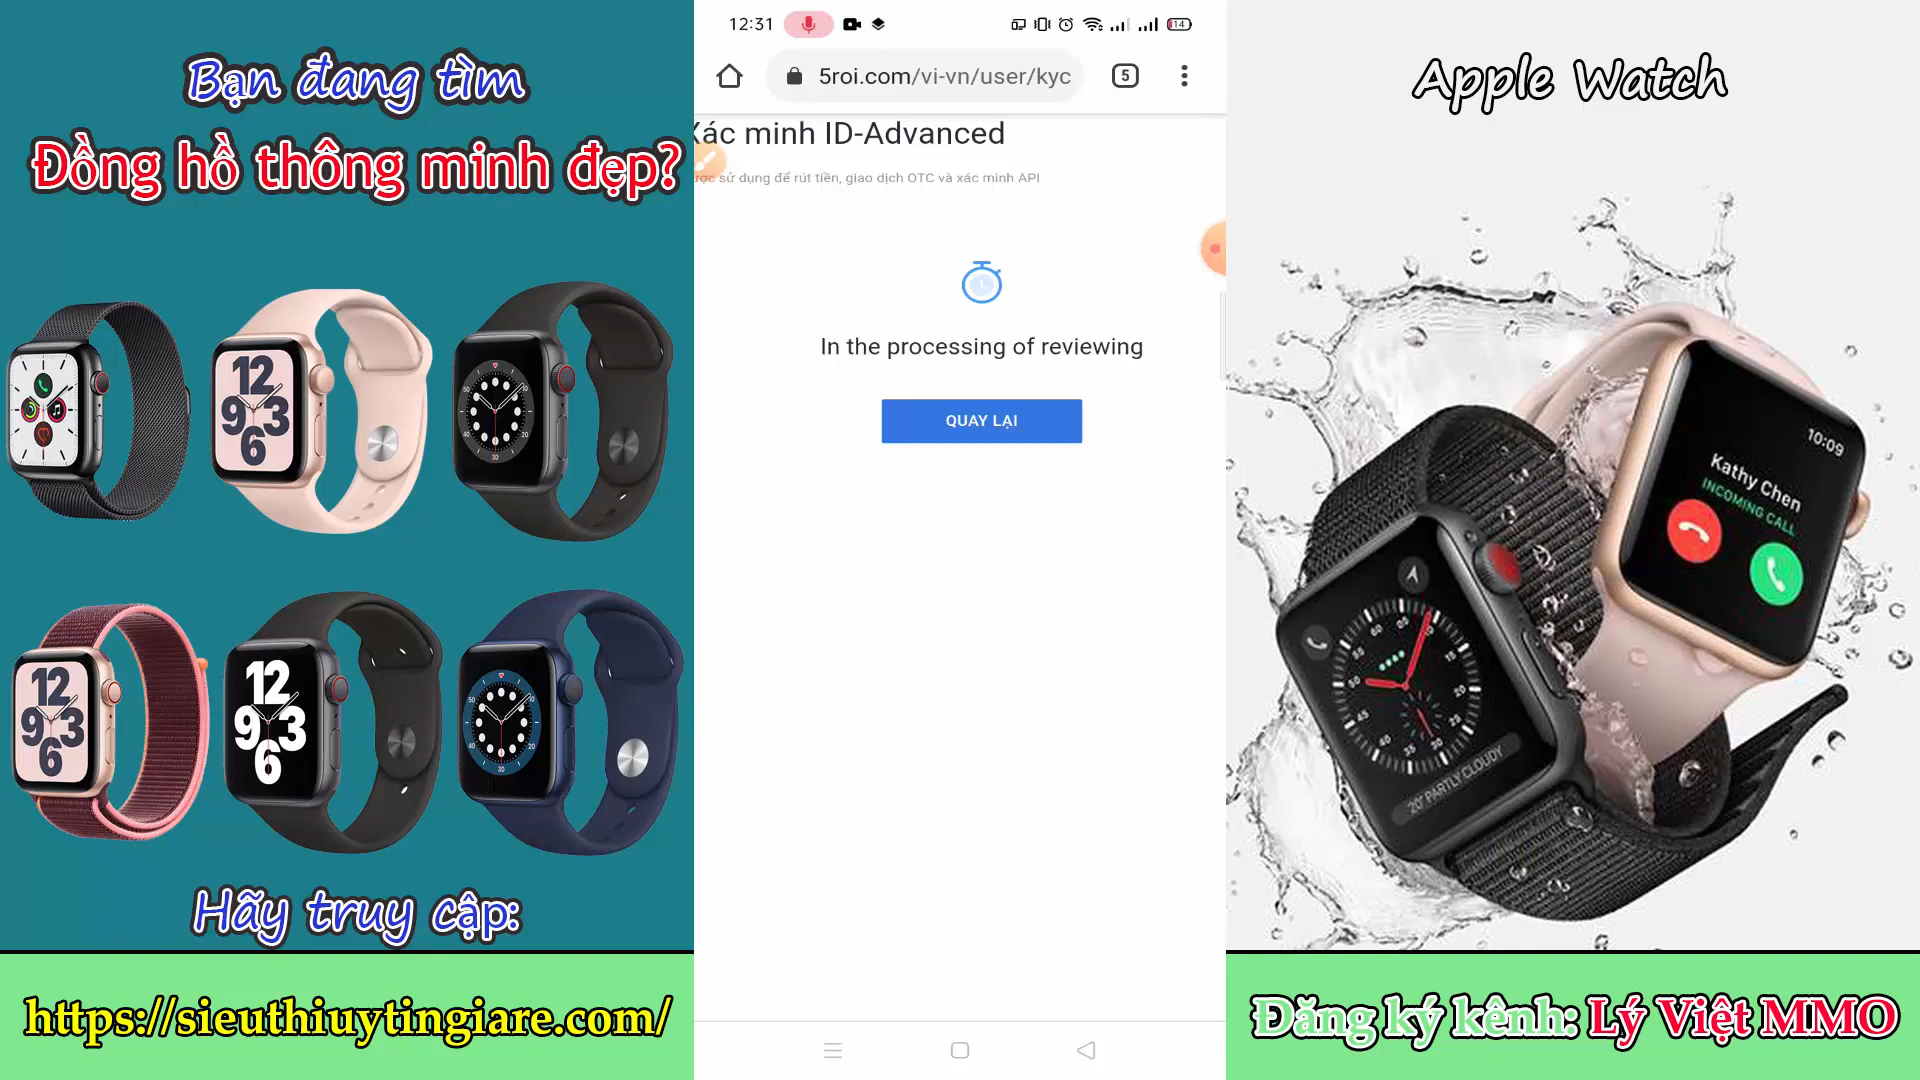 Bạn đang tìm
Đồng hồ thông minh đẹp?
Hãy truy cập:
https://sieuthiuytingiare.com/
12:31
14
5roi.com/vi-vn/user/kyc
5
Xác minh ID-Advanced
sử dụng để rút tiền, giao dịch OTC và xác minh API
In the processing of reviewing
QUAY LẠI
Apple Watch
10:09
Kathy Chen
INCOMING CALL
20° PARTLY CLOUDY
Đăng ký kênh: Lý Việt MMO